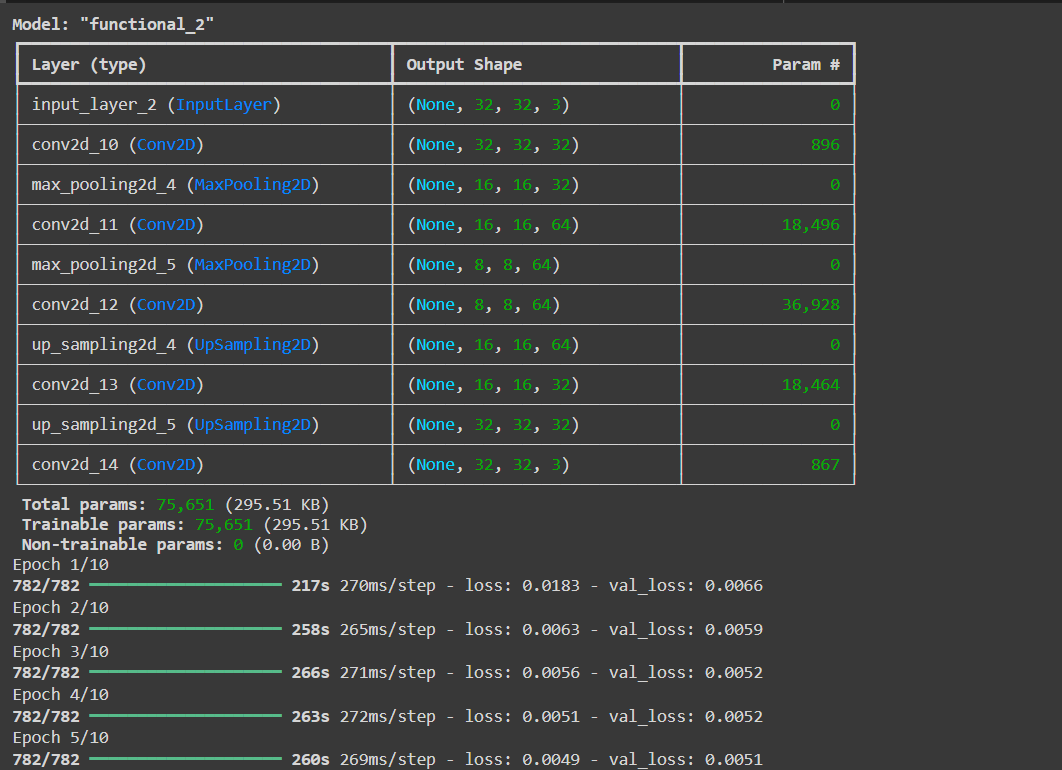 Model: "functional_2"
Layer (type) Output Shape Param #
input_layer_2 (InputLayer) (None, 32, 32, 3) 0
conv2d_10 (Conv2D) (None, 32, 32, 32) 896
max_pooling2d_4 (MaxPooling2D) (None, 16, 16, 32) 0
conv2d_11 (Conv2D) (None, 16, 16, 64) 18,496
max_pooling2d_5 (MaxPooling2D) (None, 8, 8, 64) 0
conv2d_12 (Conv2D) (None, 8, 8, 64) 36,928
up_sampling2d_4 (UpSampling2D) (None, 16, 16, 64) 0
conv2d_13 (Conv2D) (None, 16, 16, 32) 18,464
up_sampling2d_5 (UpSampling2D) (None, 32, 32, 32) 0
conv2d_14 (Conv2D) (None, 32, 32, 3) 867
Total params: 75,651 (295.51 KB)
Trainable params: 75,651 (295.51 KB)
Non-trainable params: 0 (0.00 B)
Epoch 1/10
782/782 217s 270ms/step - loss: 0.0183 - val_loss: 0.0066
Epoch 2/10
782/782 258s 265ms/step - loss: 0.0063 - val_loss: 0.0059
Epoch 3/10
782/782 266s 271ms/step - loss: 0.0056 - val_loss: 0.0052
Epoch 4/10
782/782 263s 272ms/step - loss: 0.0051 - val_loss: 0.0052
Epoch 5/10
782/782 260s 269ms/step - loss: 0.0049 - val_loss: 0.0051